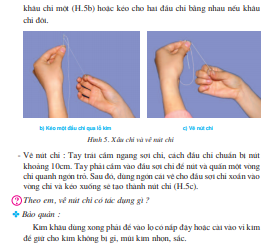 khâu chỉ một (H.5b) hoặc kéo cho hai đầu chỉ bằng nhau nếu khâu
chỉ đôi.
b) Kéo một đầu chỉ qua lỗ kim
c) Vê nút chỉ
Hình 5: Xâu chỉ và vê nút chỉ
- Vê nút chỉ : Tay trái cầm ngang sợi chỉ, cách đầu chỉ chuẩn bị nút
khoảng 10cm. Tay phải cầm vào đầu sợi chỉ để nút và quấn một vòng
chỉ quanh ngón trỏ. Sau đó, dùng ngón cái vê cho đầu sợi chỉ xoắn vào
vòng chỉ và kéo xuống sẽ tạo thành nút chỉ (H.5c).
? Theo em, vê nút chỉ có tác dụng gì ?
Bảo quản :
Kim khâu dùng xong phải để vào lọ có nắp đậy hoặc cài vào vỉ kim
để giữ cho kim không bị gỉ, mũi kim nhọn, sắc.